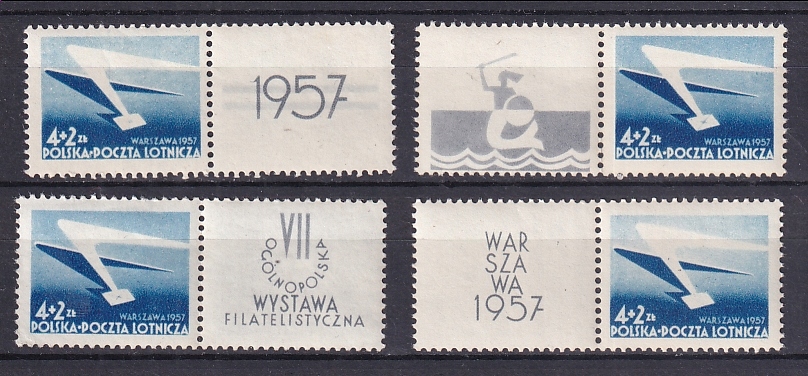 4+2 ZŁ
WARSZAWA 1957
POLSKA•POCZTA LOTNICZA
1957
4+2 ZŁ
WARSZAWA 1957
POLSKA•POCZTA LOTNICZA
4+2 ZŁ
WARSZAWA 1957
POLSKA•POCZTA LOTNICZA
VII
OGÓLNOPOLSKA
WYSTAWA
FILATELISTYCZNA
WAR
SZA
WA
1957
4+2 ZŁ
WARSZAWA 1957
POLSKA•POCZTA LOTNICZA